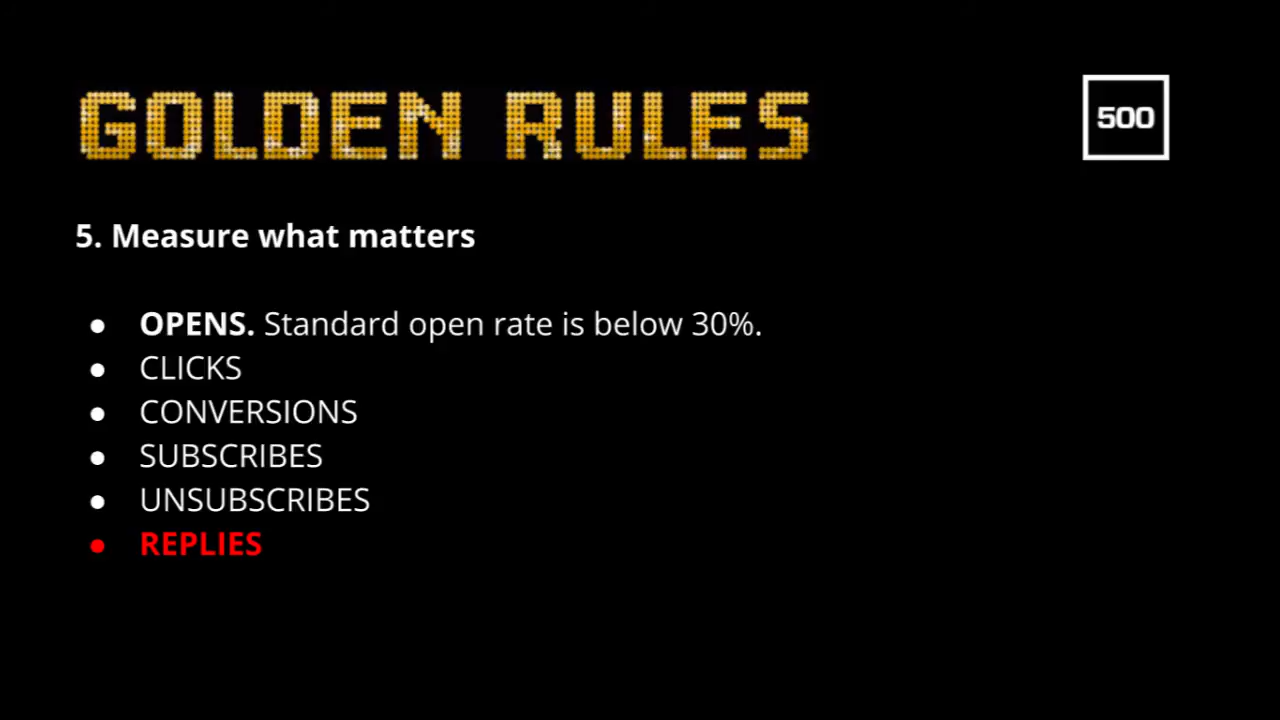 GOLDEN RULES
500
5. Measure what matters
● OPENS. Standard open rate is below 30%.
● CLICKS
● CONVERSIONS
● SUBSCRIBES
● UNSUBSCRIBES
● REPLIES